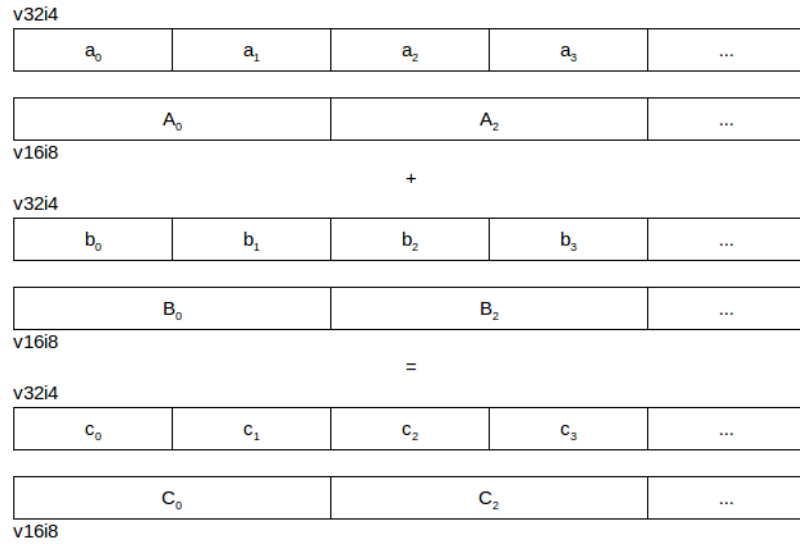 v32i4
a₀ a₁ a₂ a₃ ...
A₀ A₂ ...
v16i8
+
v32i4
b₀ b₁ b₂ b₃ ...
B₀ B₂ ...
v16i8
=
v32i4
c₀ c₁ c₂ c₃ ...
C₀ C₂ ...
v16i8